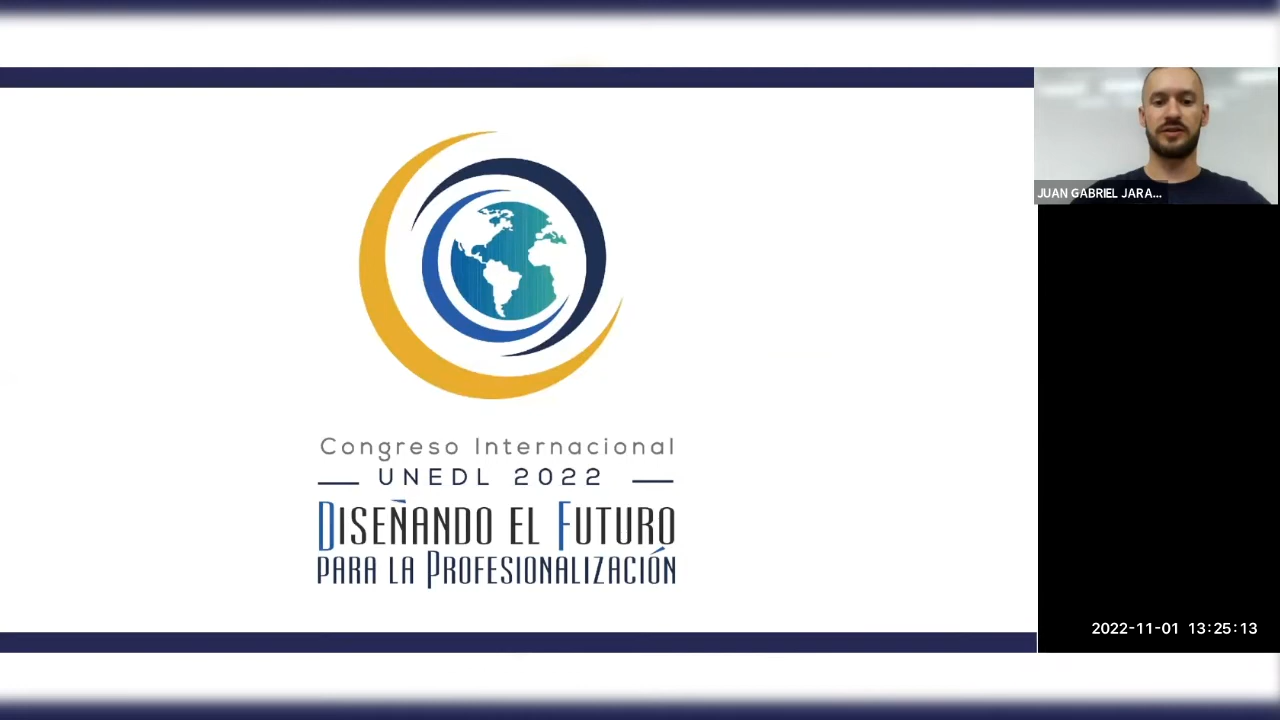 Congreso Internacional
UNEDL 2022
DISEÑANDO EL FUTURO
PARA LA PROFESIONALIZACIÓN
JUAN GABRIEL JARA...
2022-11-01 13:25:13